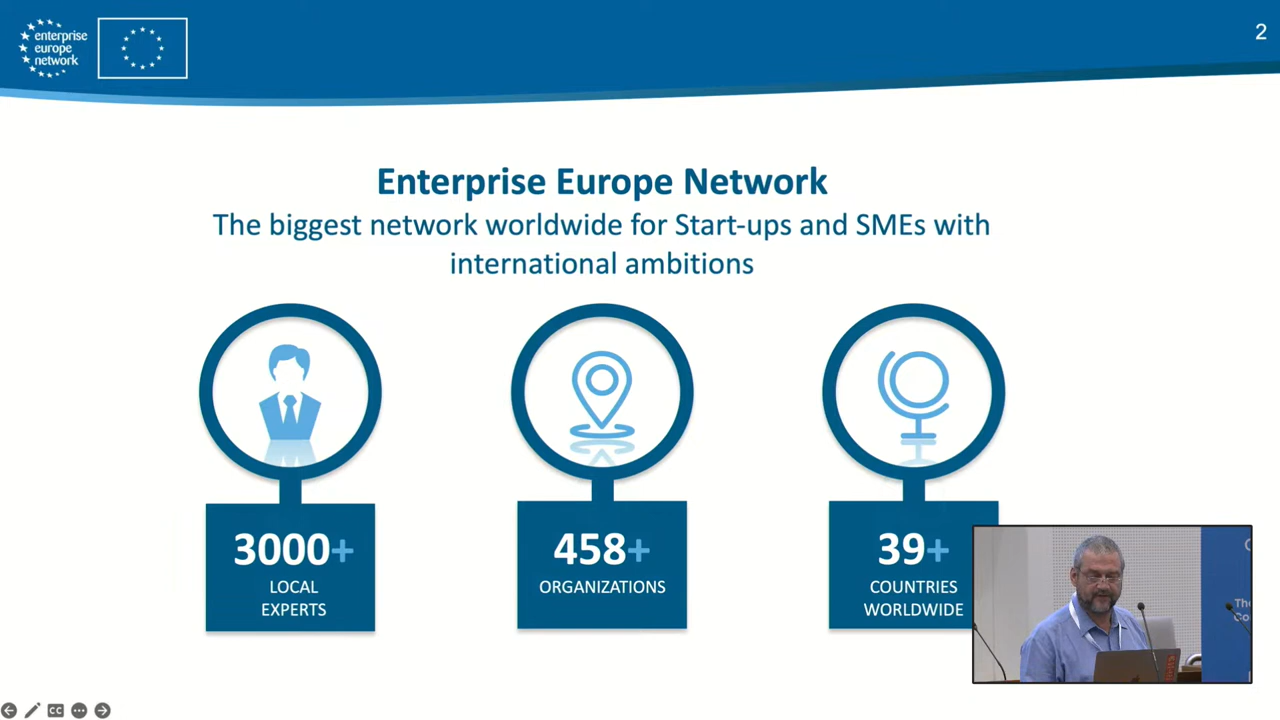 enterprise
europe
network
2
Enterprise Europe Network
The biggest network worldwide for Start-ups and SMEs with
international ambitions
3000+
LOCAL
EXPERTS
458+
ORGANIZATIONS
39+
COUNTRIES
WORLDWIDE
CC